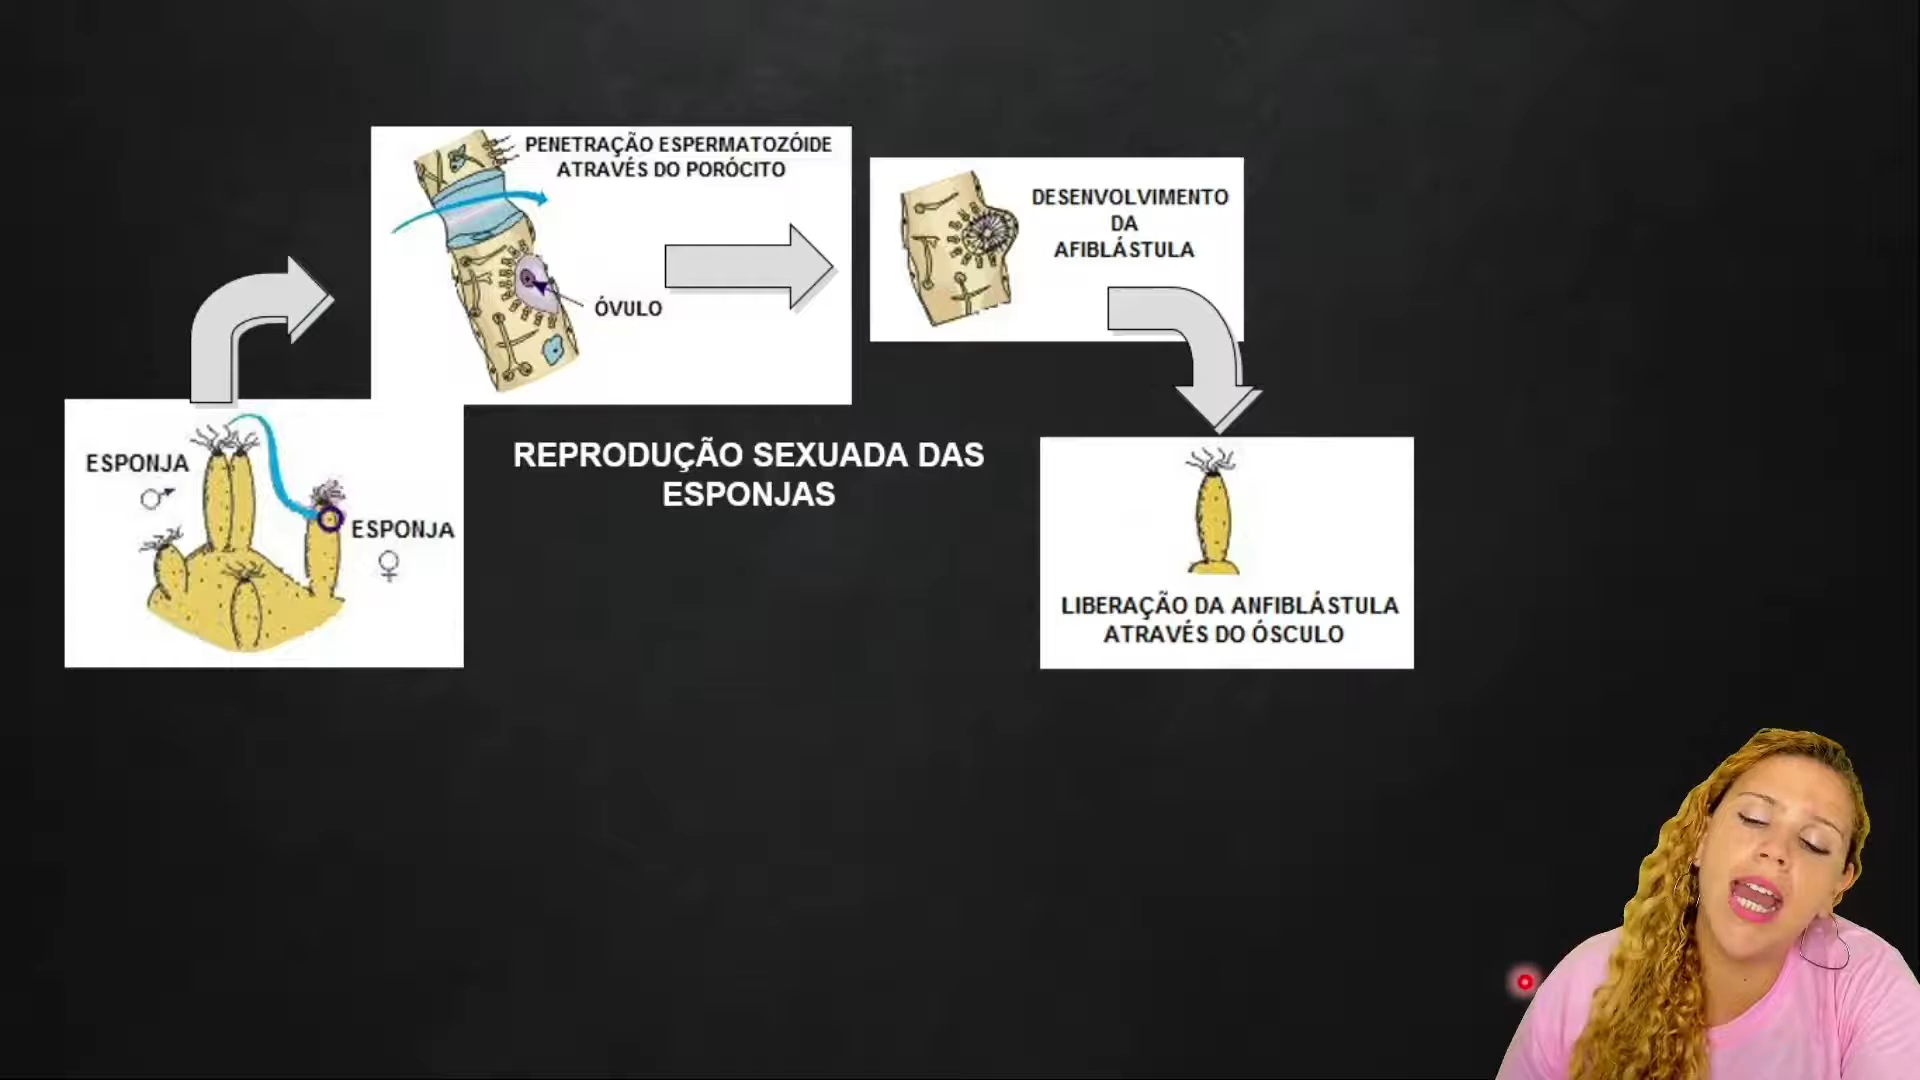 PENETRAÇÃO ESPERMATOZÓIDE
ATRAVÉS DO PORÓCITO
ÓVULO
DESENVOLVIMENTO
DA
AFIBLÁSTULA
ESPONJA
♂
ESPONJA
♀
REPRODUÇÃO SEXUADA DAS
ESPONJAS
LIBERAÇÃO DA ANFIBLÁSTULA
ATRAVÉS DO ÓSCULO